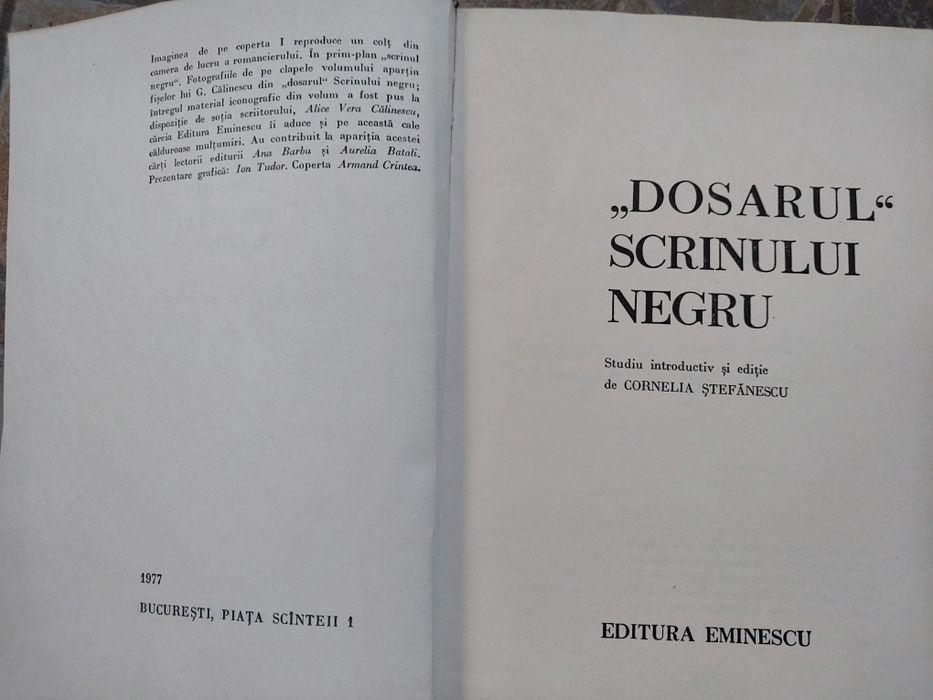 Imaginea de pe coperta I reproduce un colț din
camera de lucru a romancierului. În prim-plan „scrinul
negru“. Fotografiile de pe clapele volumului aparțin
fișelor lui G. Călinescu din „dosarul“ Scrinului negru;
întregul material iconografic din volum a fost pus la
dispoziție de soția scriitorului, Alice Vera Călinescu,
căreia Editura Eminescu îi aduce și pe această cale
călduroase mulțumiri. Au contribuit la apariția acestei
cărți lectorii editurii Ana Barbu și Aurelia Batali.
Prezentare grafică: Ion Tudor. Coperta Armand Crintea.
1977
BUCUREȘTI, PIAȚA SCÎNTEII 1
„DOSARUL“
SCRINULUI
NEGRU
Studiu introductiv și ediție
de CORNELIA ȘTEFĂNESCU
EDITURA EMINESCU